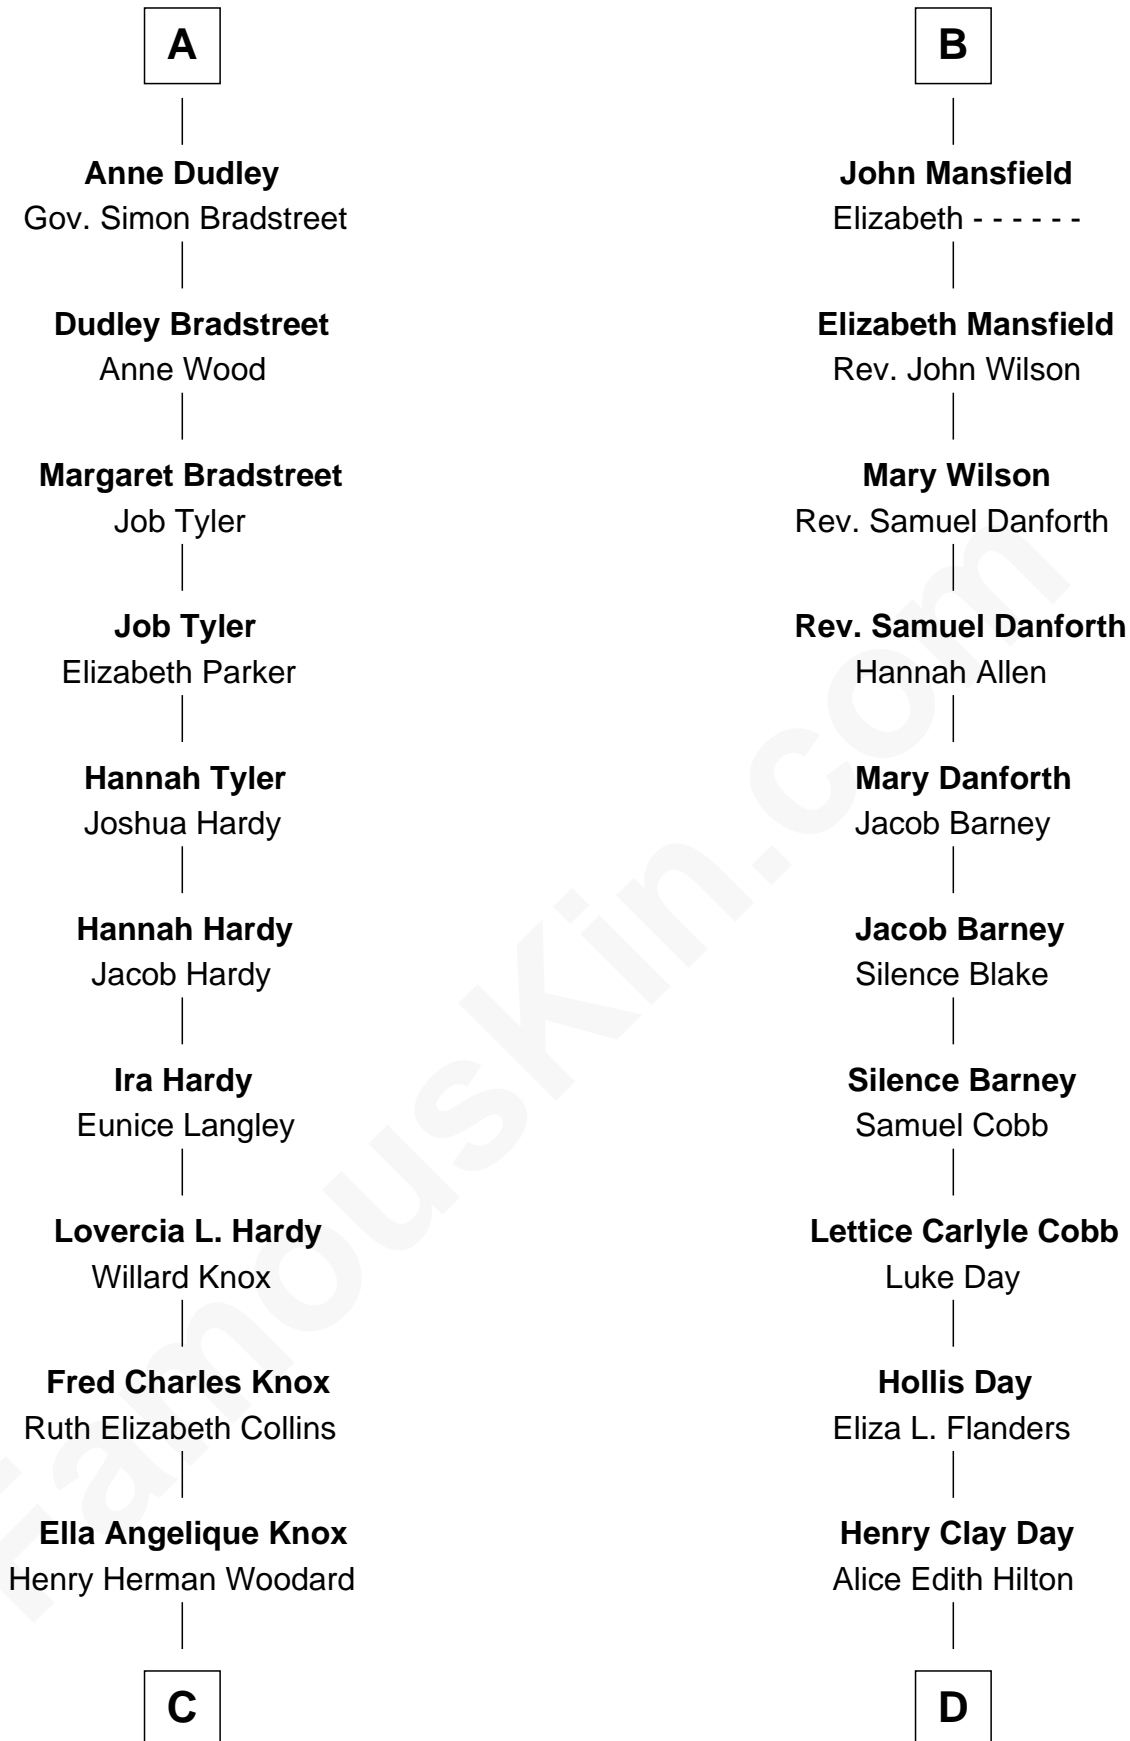 A
Anne Dudley
Gov. Simon Bradstreet
Dudley Bradstreet
Anne Wood
Margaret Bradstreet
Job Tyler
Job Tyler
Elizabeth Parker
Hannah Tyler
Joshua Hardy
Hannah Hardy
Jacob Hardy
Ira Hardy
Eunice Langley
Lovercia L. Hardy
Willard Knox
Fred Charles Knox
Ruth Elizabeth Collins
Ella Angelique Knox
Henry Herman Woodard
C
B
John Mansfield
Elizabeth - - - - - -
Elizabeth Mansfield
Rev. John Wilson
Mary Wilson
Rev. Samuel Danforth
Rev. Samuel Danforth
Hannah Allen
Mary Danforth
Jacob Barney
Jacob Barney
Silence Blake
Silence Barney
Samuel Cobb
Lettice Carlyle Cobb
Luke Day
Hollis Day
Eliza L. Flanders
Henry Clay Day
Alice Edith Hilton
D
FamousKin.com